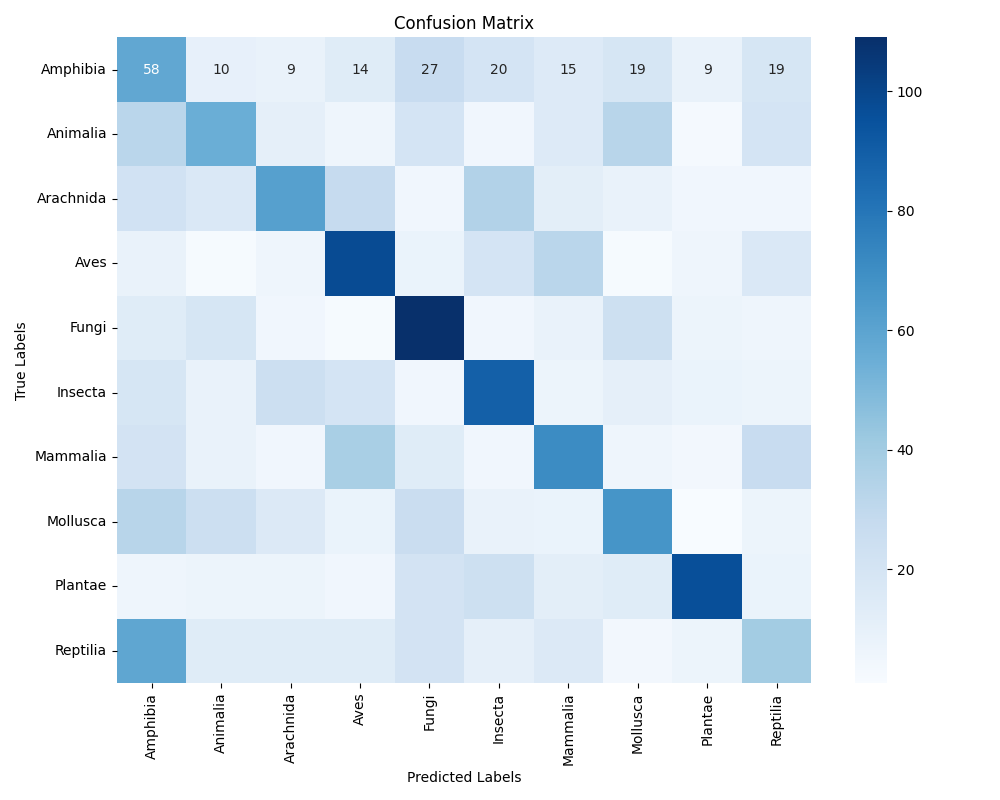 Confusion Matrix
Amphibia 58 10 9 14 27 20 15 19 9 19
Animalia
Arachnida
Aves
Fungi
Insecta
Mammalia
Mollusca
Plantae
Reptilia
True Labels
Amphibia Animalia Arachnida Aves Fungi Insecta Mammalia Mollusca Plantae Reptilia
Predicted Labels
100
80
60
40
20